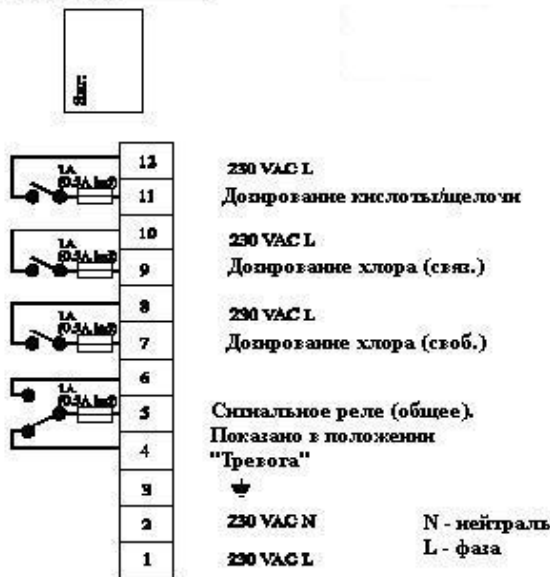 12
1A
230 VAC L
11
Дозирование кислоты/щелочи
10
1A
230 VAC L
9
Дозирование хлора (связ.)
8
1A
230 VAC L
7
Дозирование хлора (своб.)
6
1A
5
Сигнальное реле (общее).
4
Показано в положении
"Тревога"
3
2
230 VAC N
N - нейтраль
1
230 VAC L
L - фаза